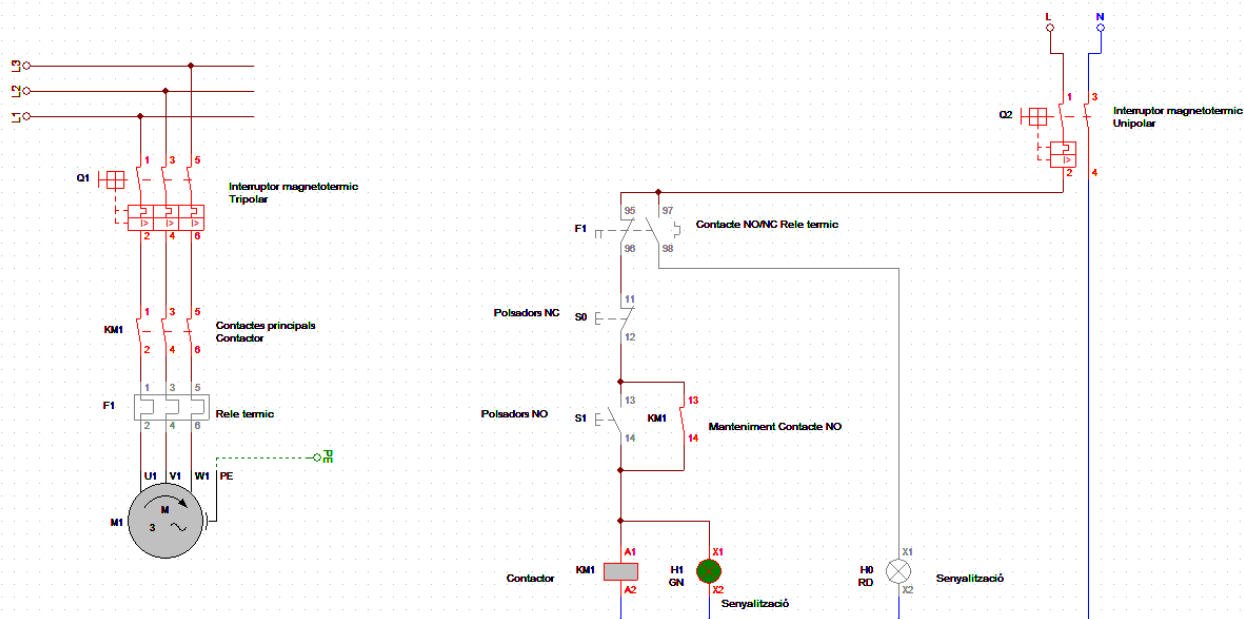 L3
L2
L1
1 3 5
Q1
Interruptor magnetotermic
Tripolar
I> I> I>
2 4 6
1 3 5
KM1
Contactes principals
Contactor
2 4 6
1 3 5
F1
Rele termic
2 4 6
U1 V1 W1 PE
PE
M1
M
3
L N
1 3
Q2
Interruptor magnetotermic
Unipolar
I>
2 4
95 97
F1
Contacte NO/NC Rele termic
96 98
11
Polsadors NC
S0
12
13 13
Polsadors NO
S1
KM1
Manteniment Contacte NO
14 14
A1 X1 X1
Contactor
KM1
H1
GN
H0
RD
Senyalització
A2 X2 X2
Senyalització